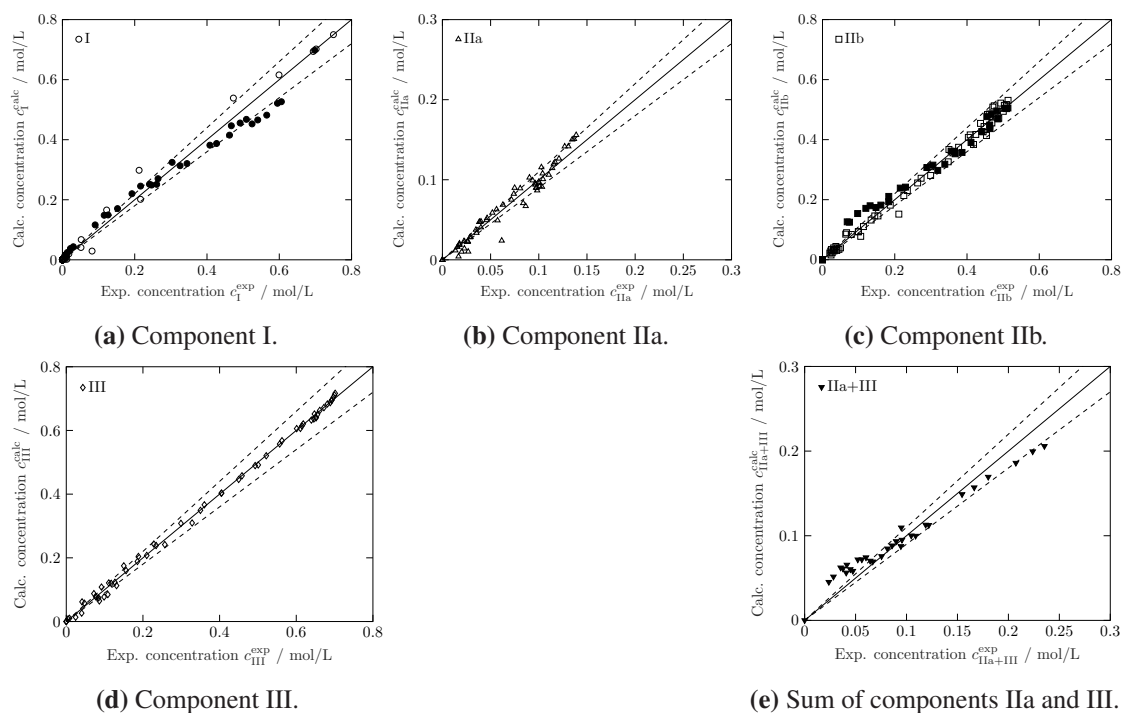 I
Calc. concentration c_I^calc / mol/L
0.8
0.6
0.4
0.2
0
0 0.2 0.4 0.6 0.8
Exp. concentration c_I^exp / mol/L
(a) Component I.
IIa
Calc. concentration c_IIa^calc / mol/L
0.3
0.2
0.1
0
0 0.05 0.1 0.15 0.2 0.25 0.3
Exp. concentration c_IIa^exp / mol/L
(b) Component IIa.
IIb
Calc. concentration c_IIb^calc / mol/L
0.8
0.6
0.4
0.2
0
0 0.2 0.4 0.6 0.8
Exp. concentration c_IIb^exp / mol/L
(c) Component IIb.
III
Calc. concentration c_III^calc / mol/L
0.8
0.6
0.4
0.2
0
0 0.2 0.4 0.6 0.8
Exp. concentration c_III^exp / mol/L
(d) Component III.
IIa+III
Calc. concentration c_IIa+III^calc / mol/L
0.3
0.2
0.1
0
0 0.05 0.1 0.15 0.2 0.25 0.3
Exp. concentration c_IIa+III^exp / mol/L
(e) Sum of components IIa and III.